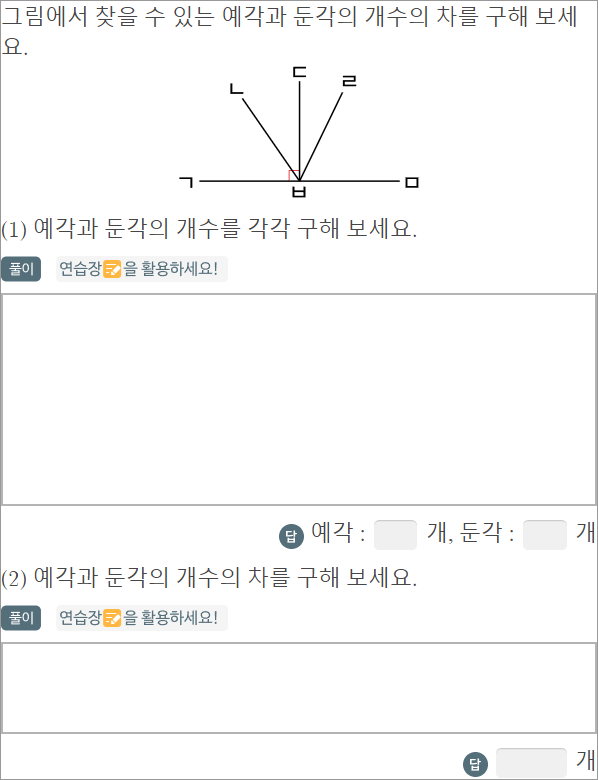 그림에서 찾을 수 있는 예각과 둔각의 개수의 차를 구해 보세
요.
ㄷ
ㄴ
ㄹ
ㄱ
ㅁ
ㅂ
(1) 예각과 둔각의 개수를 각각 구해 보세요.
풀이 연습장을 활용하세요!
답 예각 : 개, 둔각 : 개
(2) 예각과 둔각의 개수의 차를 구해 보세요.
풀이 연습장을 활용하세요!
답 개